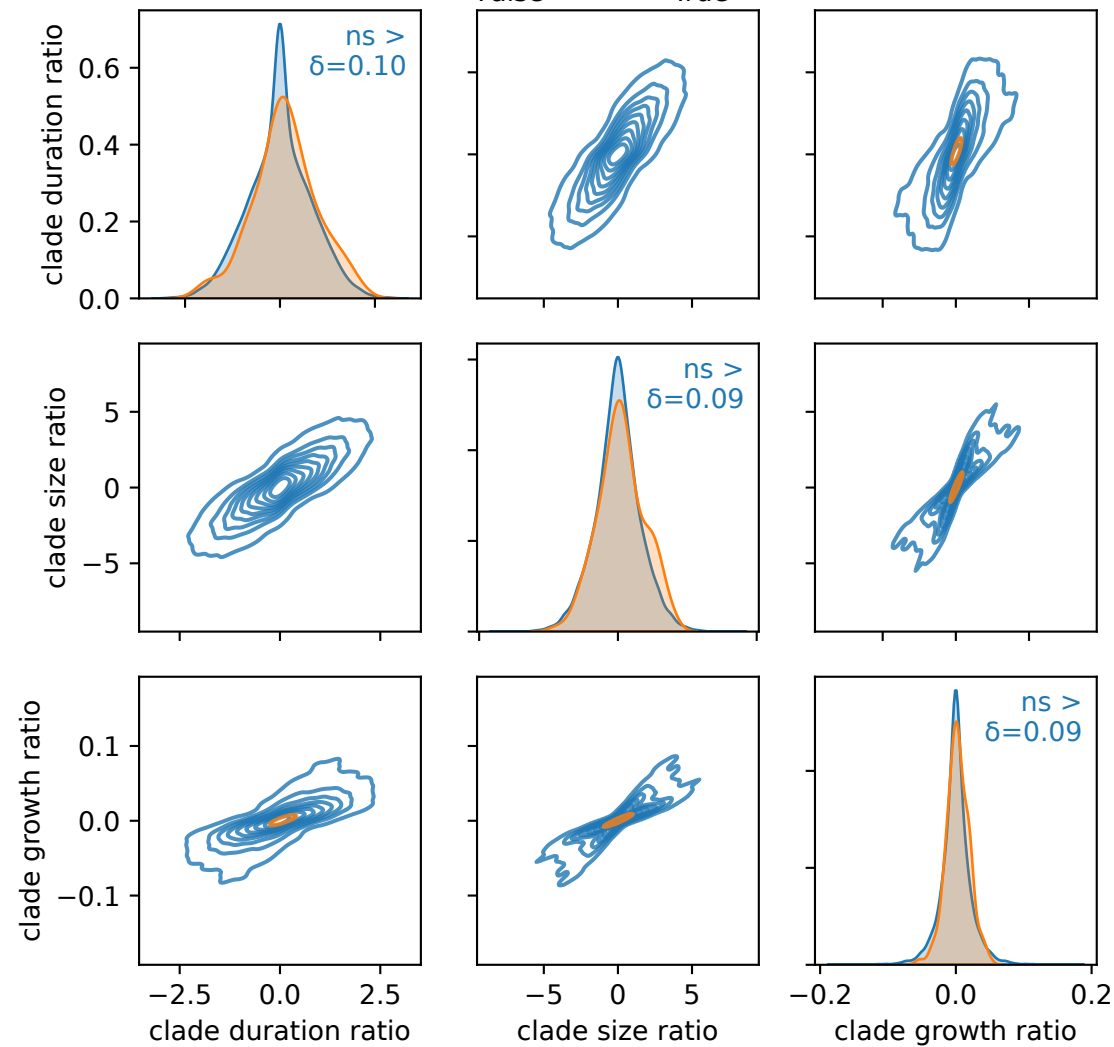 clade duration ratio
0.6
0.4
0.2
0.0
ns >
δ=0.10
clade size ratio
5
0
−5
ns >
δ=0.09
clade growth ratio
0.1
0.0
−0.1
ns >
δ=0.09
−2.5 0.0 2.5
−5 0 5
−0.2 0.0 0.2
clade duration ratio
clade size ratio
clade growth ratio